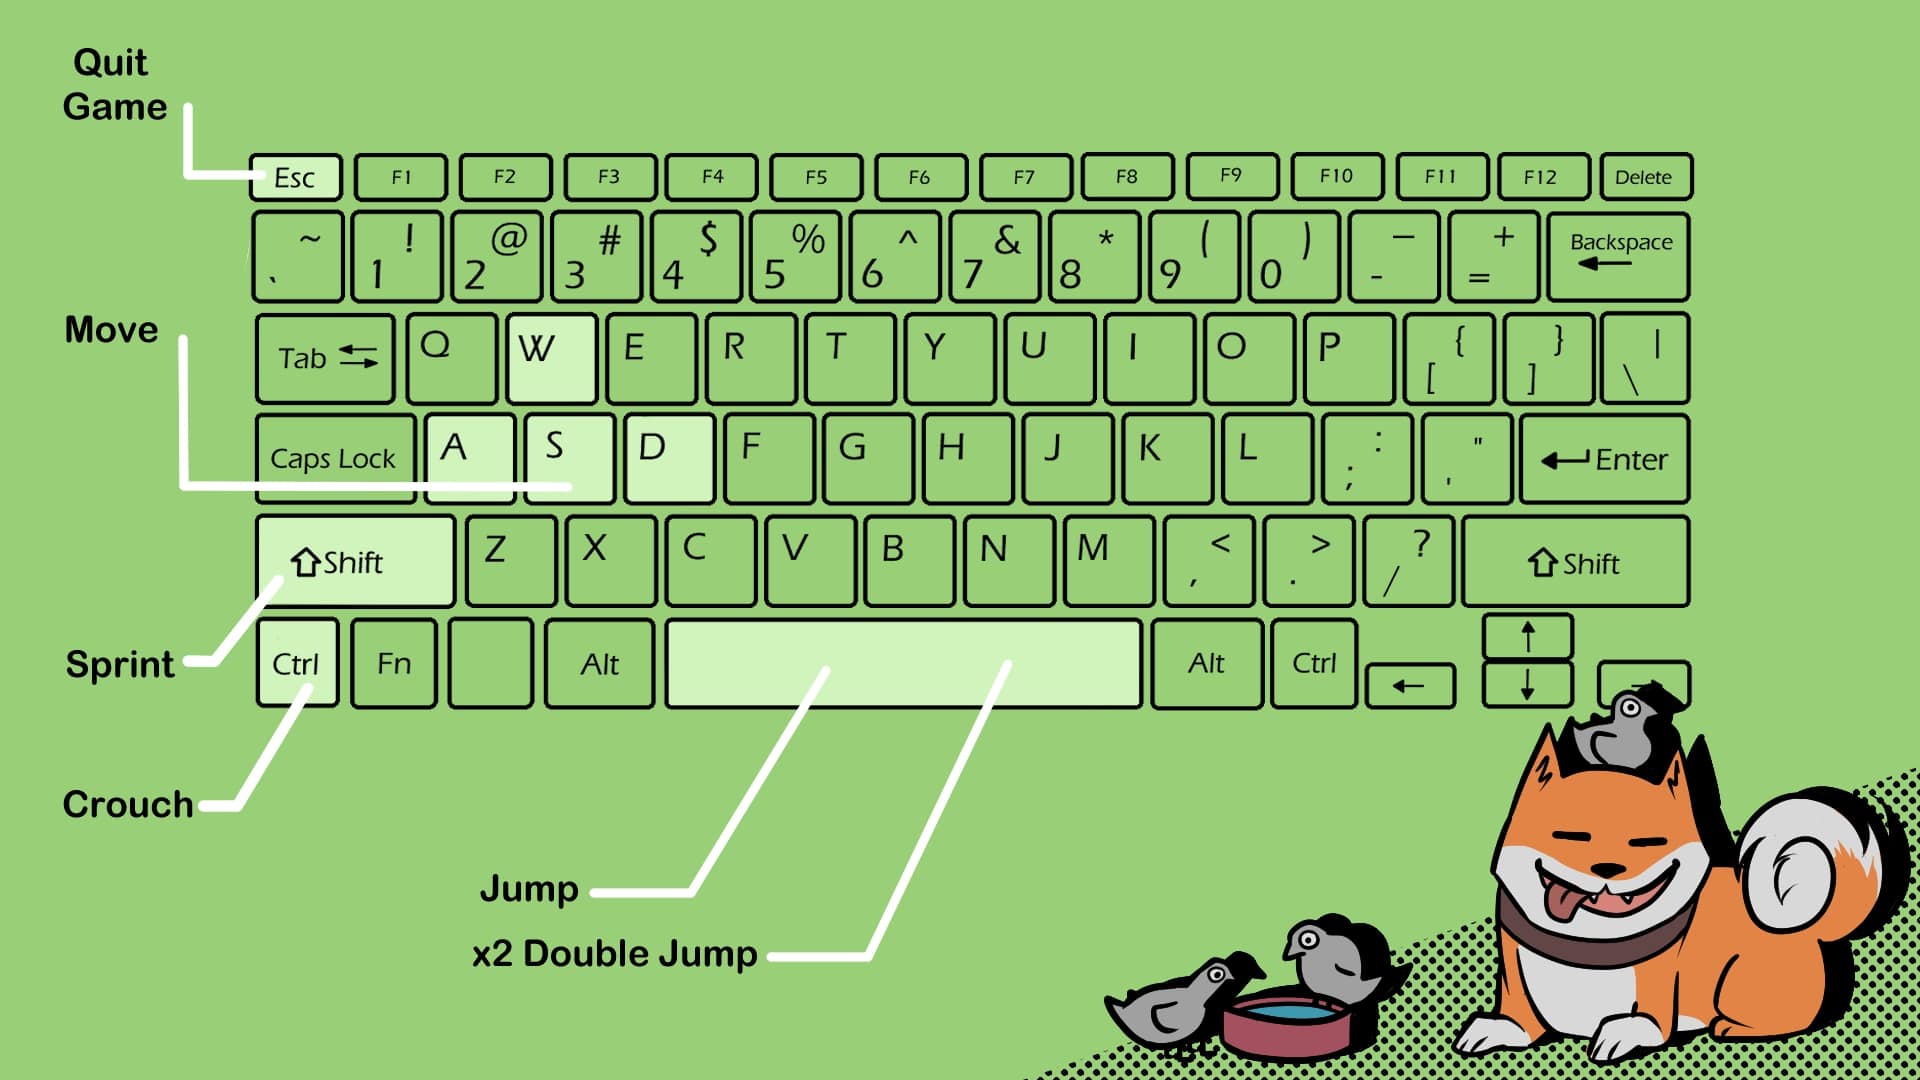 Quit
Game
Esc F1 F2 F3 F4 F5 F6 F7 F8 F9 F10 F11 F12 Delete
~ ! @ # $ % ^ & * ( ) — + Backspace
` 1 2 3 4 5 6 7 8 9 0 - =
Move
Tab Q W E R T Y U I O P { } |
[ ] \
Caps Lock A S D F G H J K L : " Enter
; '
Shift Z X C V B N M < > ? Shift
, . /
Sprint
Ctrl Fn Alt Alt Ctrl
Crouch
Jump
x2 Double Jump